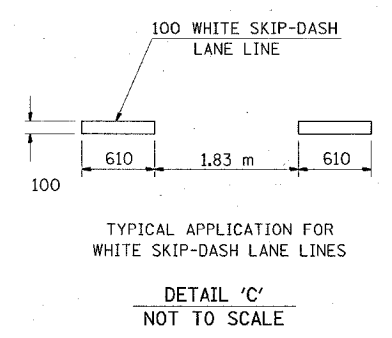 100 WHITE SKIP-DASH
LANE LINE
610
1.83 m
610
100
TYPICAL APPLICATION FOR
WHITE SKIP-DASH LANE LINES
DETAIL 'C'
NOT TO SCALE